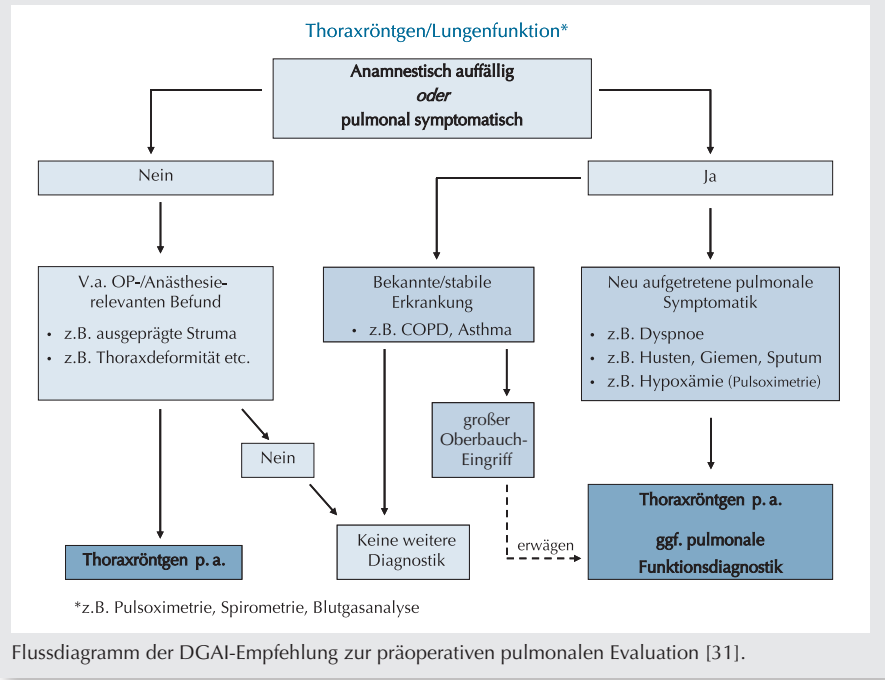 Thoraxröntgen/Lungenfunktion*
Anamnestisch auffällig
oder
pulmonal symptomatisch
Nein
Ja
V.a. OP-/Anästhesie-
relevanten Befund
• z.B. ausgeprägte Struma
• z.B. Thoraxdeformität etc.
Bekannte/stabile
Erkrankung
• z.B. COPD, Asthma
Neu aufgetretene pulmonale
Symptomatik
• z.B. Dyspnoe
• z.B. Husten, Giemen, Sputum
• z.B. Hypoxämie (Pulsoximetrie)
Nein
großer
Oberbauch-
Eingriff
Thoraxröntgen p. a.
Keine weitere
Diagnostik
erwägen
Thoraxröntgen p. a.
ggf. pulmonale
Funktionsdiagnostik
*z.B. Pulsoximetrie, Spirometrie, Blutgasanalyse
Flussdiagramm der DGAI-Empfehlung zur präoperativen pulmonalen Evaluation [31].